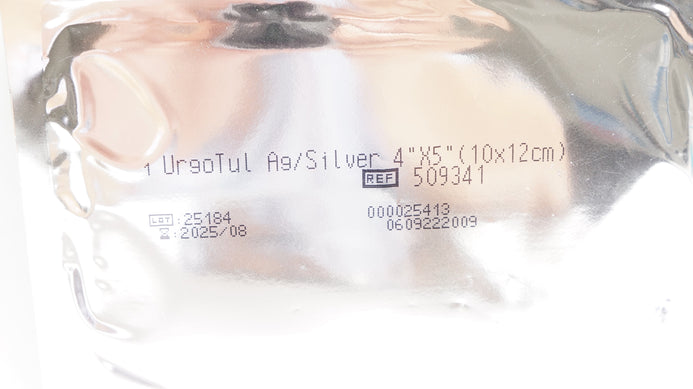 1 UrgoTul Ag/Silver 4"X5"(10x12cm)
REF 509341
LOT:25184
:2025/08
000025413
0609222009